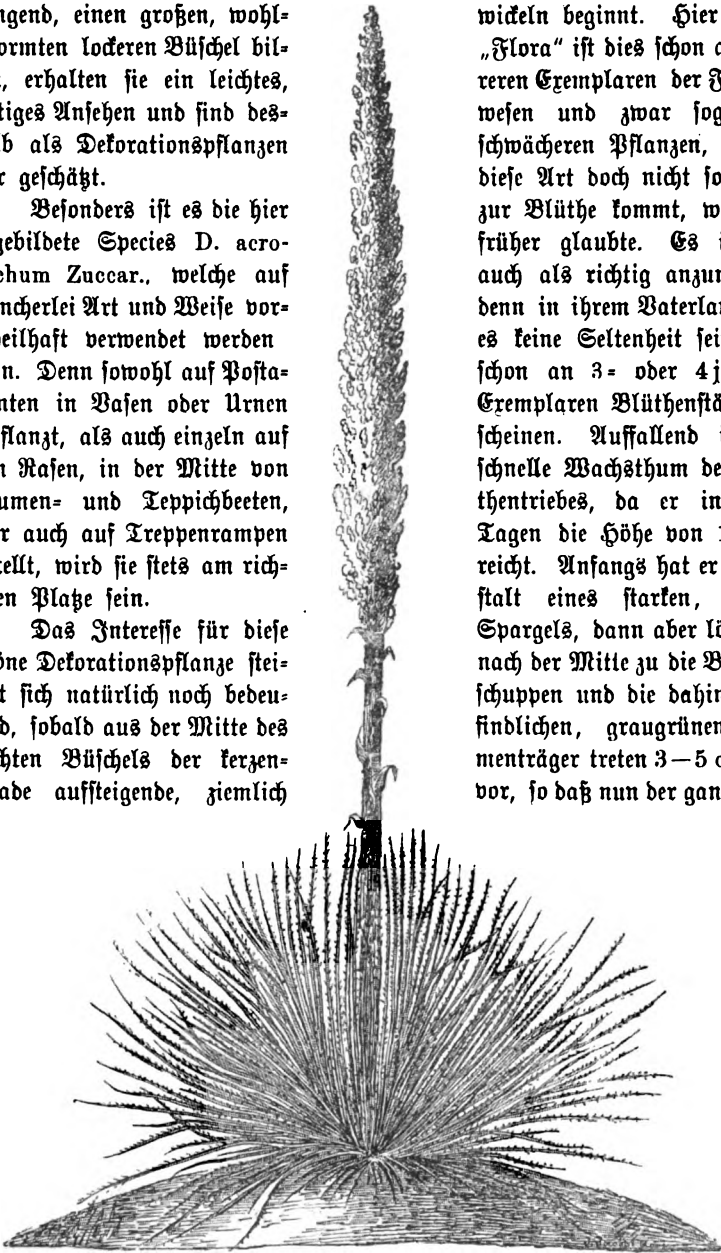 ngend, einen großen, wohl=
ormten lockeren Büschel bil=
, erhalten sie ein leichtes,
tiges Ansehen und sind des=
b als Dekorationspflanzen
r geschätzt.
Besonders ist es die hier
gebildete Species D. acro-
chum Zuccar., welche auf
ncherlei Art und Weise vor=
eilhaft verwendet werden
n. Denn sowohl auf Posta=
nten in Vasen oder Urnen
flanzt, als auch einzeln auf
n Rasen, in der Mitte von
umen= und Teppichbeeten,
r auch auf Treppenrampen
tellt, wird sie stets am rich=
en Platze sein.
Das Interesse für diese
öne Dekorationspflanze stei=
t sich natürlich noch bedeu=
d, sobald aus der Mitte des
chten Büschels der kerzen=
ade aufsteigende, ziemlich
wickeln beginnt. Hier
„Flora“ ist dies schon
reren Exemplaren der
wesen und zwar sog
schwächeren Pflanzen,
diese Art doch nicht so
zur Blüthe kommt, w
früher glaubte. Es i
auch als richtig anzu
denn in ihrem Vaterla
es keine Seltenheit sei
schon an 3= oder 4j
Exemplaren Blüthenstä
scheinen. Auffallend
schnelle Wachsthum de
thentriebes, da er in
Tagen die Höhe von 1
reicht. Anfangs hat er
stalt eines starken,
Spargels, dann aber lö
nach der Mitte zu die B
schuppen und die dahin
findlichen, graugrünen
menträger treten 3—5 c
vor, so daß nun der gan